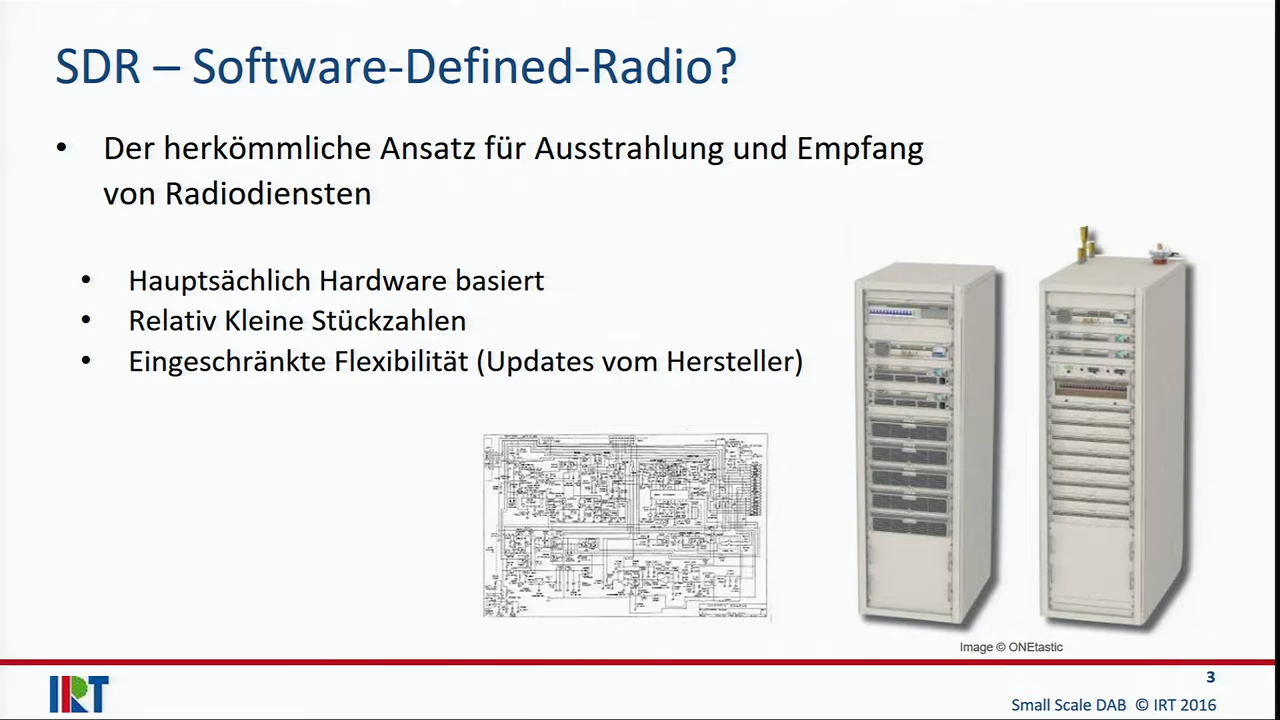 SDR – Software-Defined-Radio?
• Der herkömmliche Ansatz für Ausstrahlung und Empfang
von Radiodiensten
• Hauptsächlich Hardware basiert
• Relativ Kleine Stückzahlen
• Eingeschränkte Flexibilität (Updates vom Hersteller)
Image © ONEtastic
IRT
3
Small Scale DAB © IRT 2016